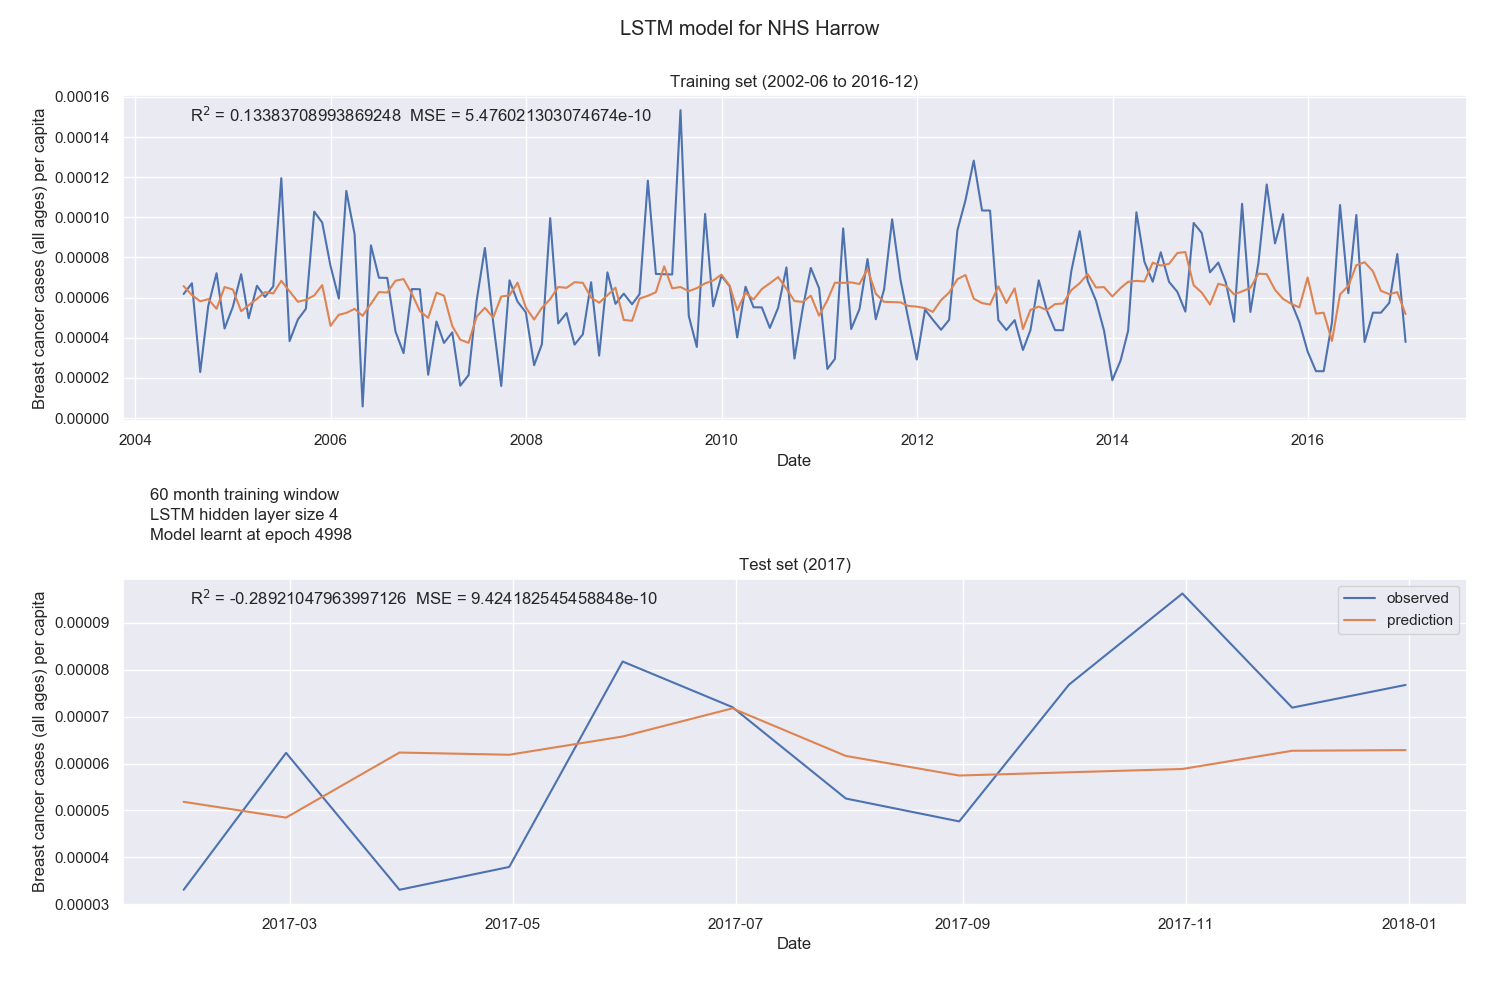 LSTM model for NHS Harrow
Training set (2002-06 to 2016-12)
R² = 0.13383708993869248 MSE = 5.476021303074674e-10
Breast cancer cases (all ages) per capita
0.00016
0.00014
0.00012
0.00010
0.00008
0.00006
0.00004
0.00002
0.00000
2004 2006 2008 2010 2012 2014 2016
Date
60 month training window
LSTM hidden layer size 4
Model learnt at epoch 4998
Test set (2017)
R² = -0.28921047963997126 MSE = 9.424182545458848e-10
observed
prediction
Breast cancer cases (all ages) per capita
0.00009
0.00008
0.00007
0.00006
0.00005
0.00004
0.00003
2017-03 2017-05 2017-07 2017-09 2017-11 2018-01
Date